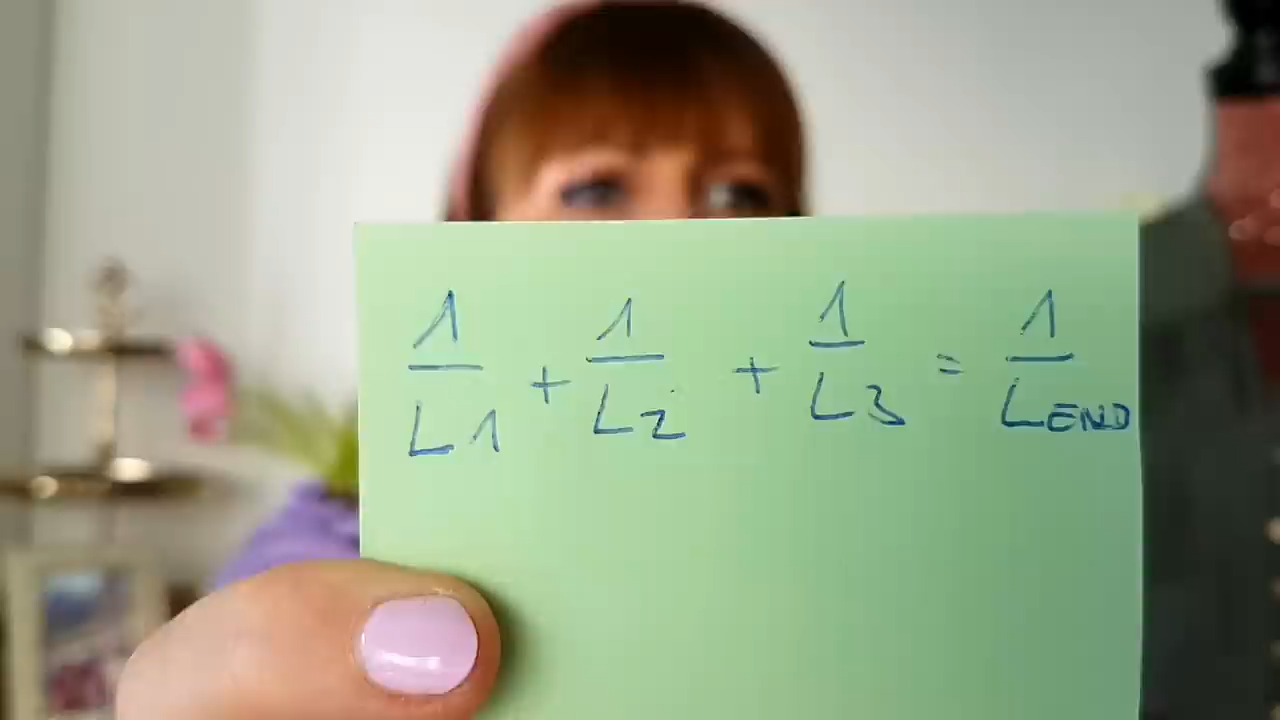 1/L1 + 1/L2 + 1/L3 = 1/LEND